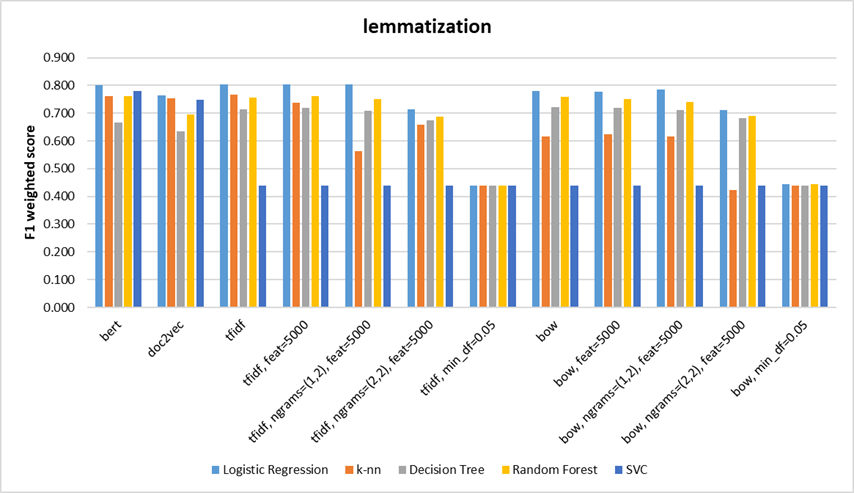 lemmatization
F1 weighted score
0.900
0.800
0.700
0.600
0.500
0.400
0.300
0.200
0.100
0.000
bert
doc2vec
tfidf
tfidf, feat=5000
tfidf, ngrams=(1,2), feat=5000
tfidf, ngrams=(2,2), feat=5000
tfidf, min_df=0.05
bow
bow, feat=5000
bow, ngrams=(1,2), feat=5000
bow, ngrams=(2,2), feat=5000
bow, min_df=0.05
Logistic Regression
k-nn
Decision Tree
Random Forest
SVC